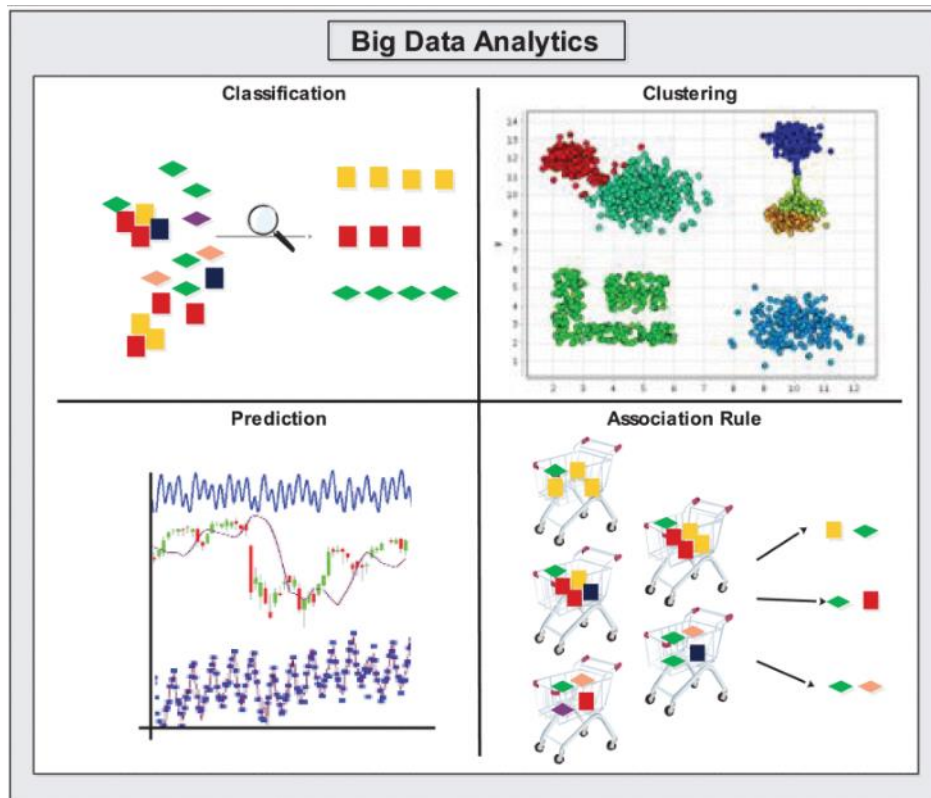 Big Data Analytics
Classification
Clustering
14
13
12
11
10
9
8
7
6
5
4
3
2
1
2 3 4 5 6 7 8 9 10 11 12
Prediction
Association Rule